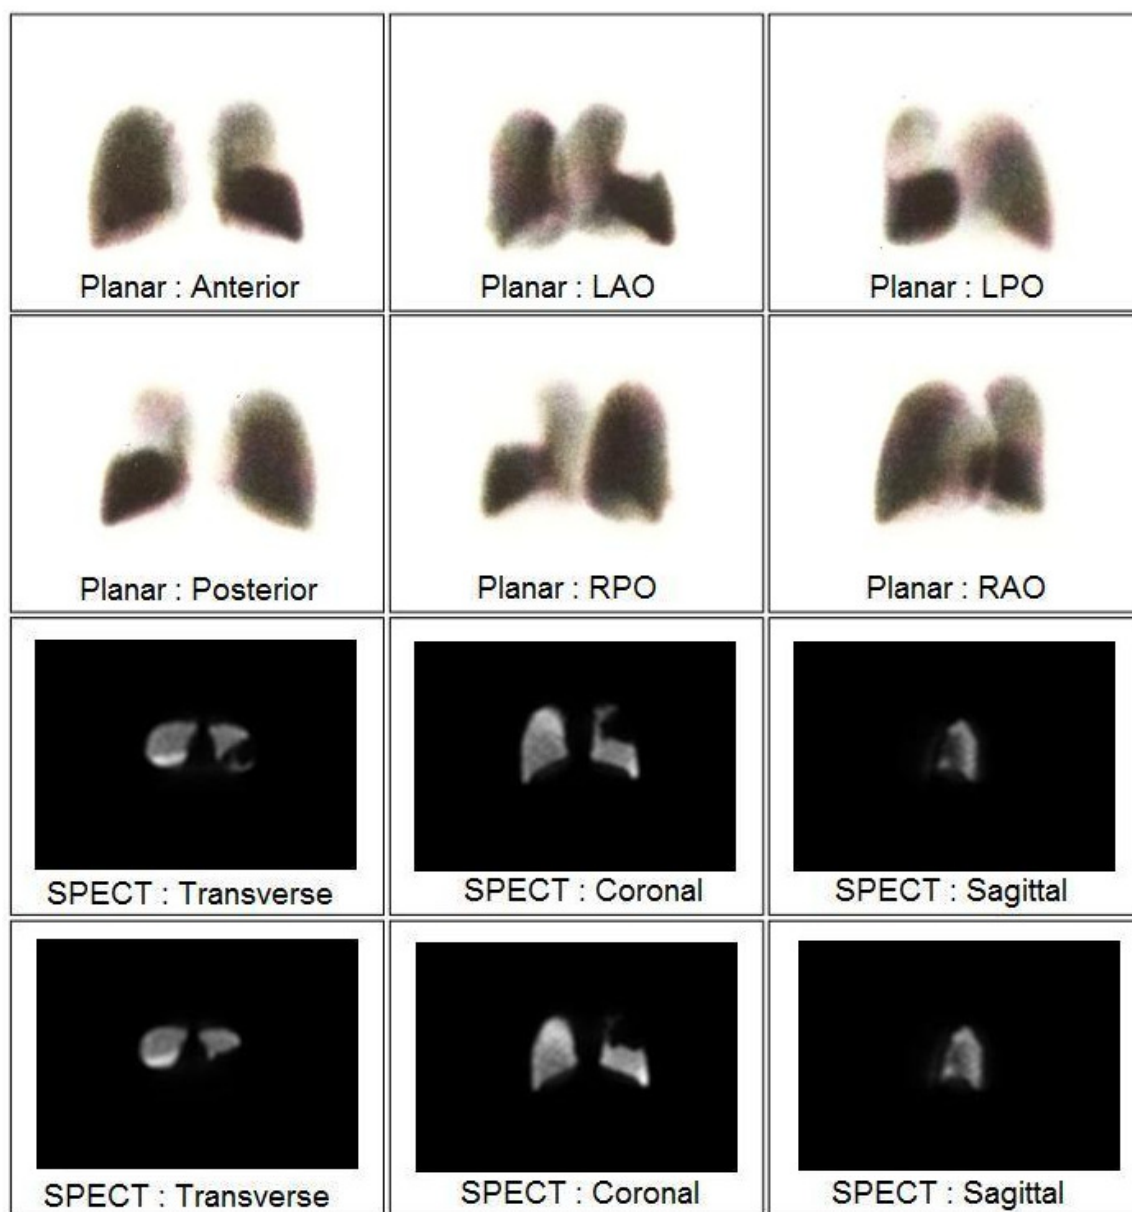 Planar : Anterior
Planar : LAO
Planar : LPO
Planar : Posterior
Planar : RPO
Planar : RAO
SPECT : Transverse
SPECT : Coronal
SPECT : Sagittal
SPECT : Transverse
SPECT : Coronal
SPECT : Sagittal